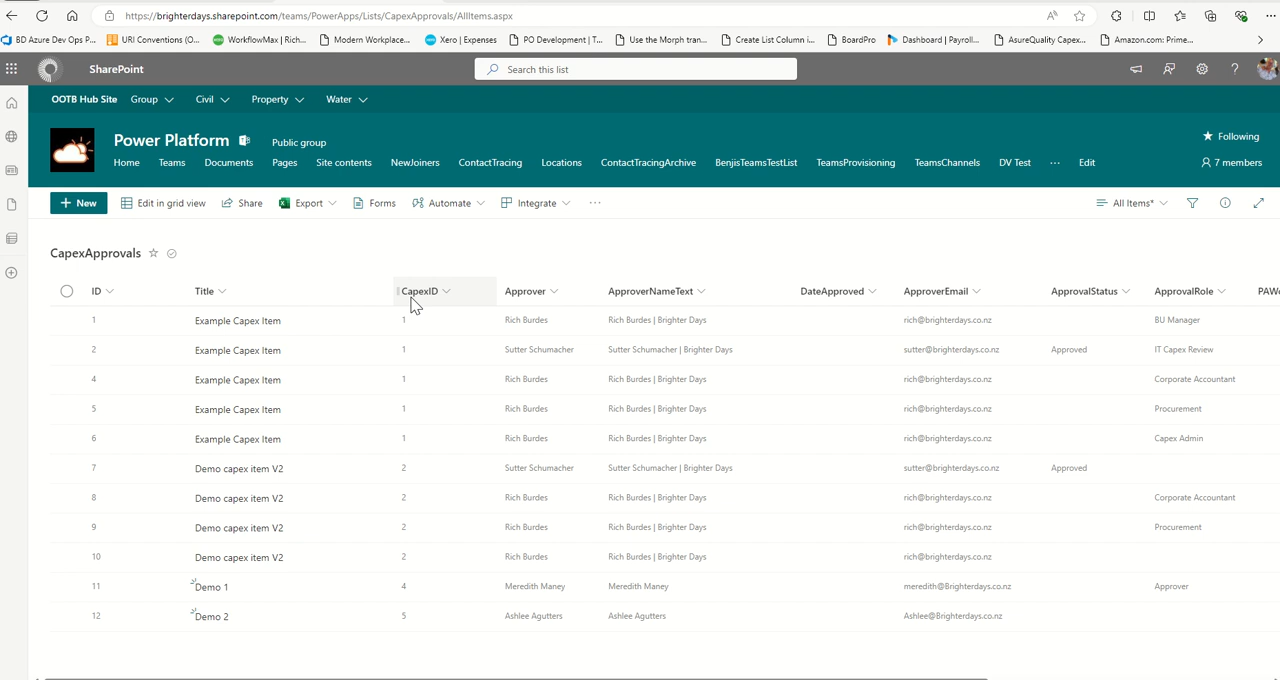 https://brighterdays.sharepoint.com/teams/PowerApps/Lists/CapexApprovals/AllItems.aspx
BD Azure Dev Ops P... URI Conventions (O... WorkflowMax | Rich... Modern Workplace... Xero | Expenses PO Development | T... Use the Morph tran... Create List Column i... BoardPro Dashboard | Payroll... AsureQuality Capex... Amazon.com: Prime...
SharePoint Search this list
OOTB Hub Site Group Civil Property Water
Power Platform Public group Following
Home Teams Documents Pages Site contents NewJoiners ContactTracing Locations ContactTracingArchive BenjisTeamsTestList TeamsProvisioning TeamsChannels DV Test ... Edit 7 members
+ New Edit in grid view Share Export Forms Automate Integrate ... All Items*
CapexApprovals
ID Title CapexID Approver ApproverNameText DateApproved ApproverEmail ApprovalStatus ApprovalRole
1 Example Capex Item 1 Rich Burdes Rich Burdes | Brighter Days rich@brighterdays.co.nz BU Manager
2 Example Capex Item 1 Sutter Schumacher Sutter Schumacher | Brighter Days sutter@brighterdays.co.nz Approved IT Capex Review
4 Example Capex Item 1 Rich Burdes Rich Burdes | Brighter Days rich@brighterdays.co.nz Corporate Accountant
5 Example Capex Item 1 Rich Burdes Rich Burdes | Brighter Days rich@brighterdays.co.nz Procurement
6 Example Capex Item 1 Rich Burdes Rich Burdes | Brighter Days rich@brighterdays.co.nz Capex Admin
7 Demo capex item V2 2 Sutter Schumacher Sutter Schumacher | Brighter Days sutter@brighterdays.co.nz Approved
8 Demo capex item V2 2 Rich Burdes Rich Burdes | Brighter Days rich@brighterdays.co.nz Corporate Accountant
9 Demo capex item V2 2 Rich Burdes Rich Burdes | Brighter Days rich@brighterdays.co.nz Procurement
10 Demo capex item V2 2 Rich Burdes Rich Burdes | Brighter Days rich@brighterdays.co.nz
11 Demo 1 4 Meredith Maney Meredith Maney meredith@Brighterdays.co.nz Approver
12 Demo 2 5 Ashlee Agutters Ashlee Agutters Ashlee@Brighterdays.co.nz